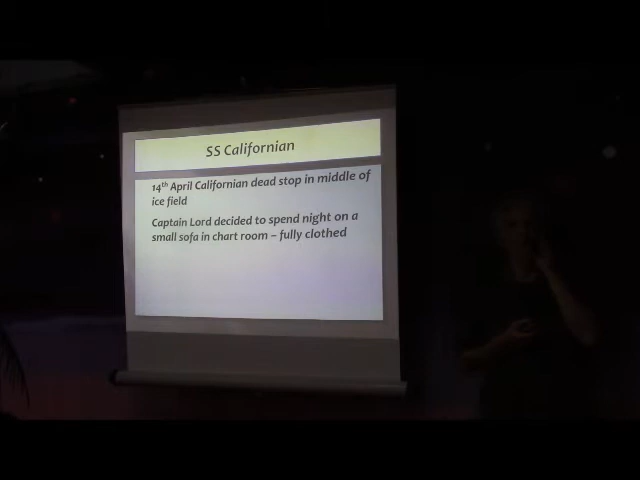 SS Californian
14th April Californian dead stop in middle of
ice field
Captain Lord decided to spend night on a
small sofa in chart room – fully clothed